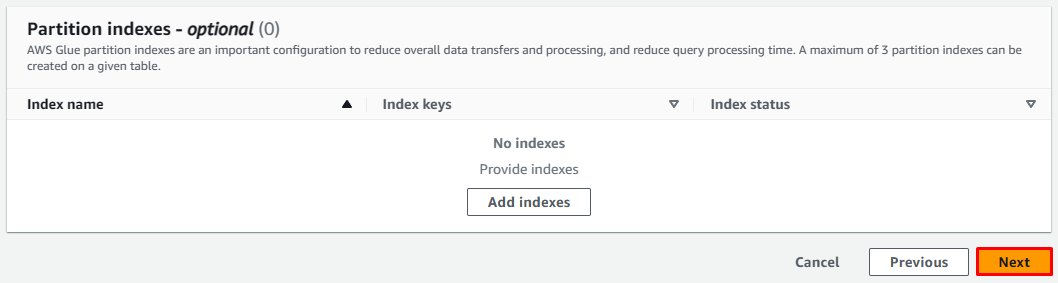 Partition indexes - optional (0)
AWS Glue partition indexes are an important configuration to reduce overall data transfers and processing, and reduce query processing time. A maximum of 3 partition indexes can be
created on a given table.
Index name Index keys Index status
No indexes
Provide indexes
Add indexes
Cancel Previous Next